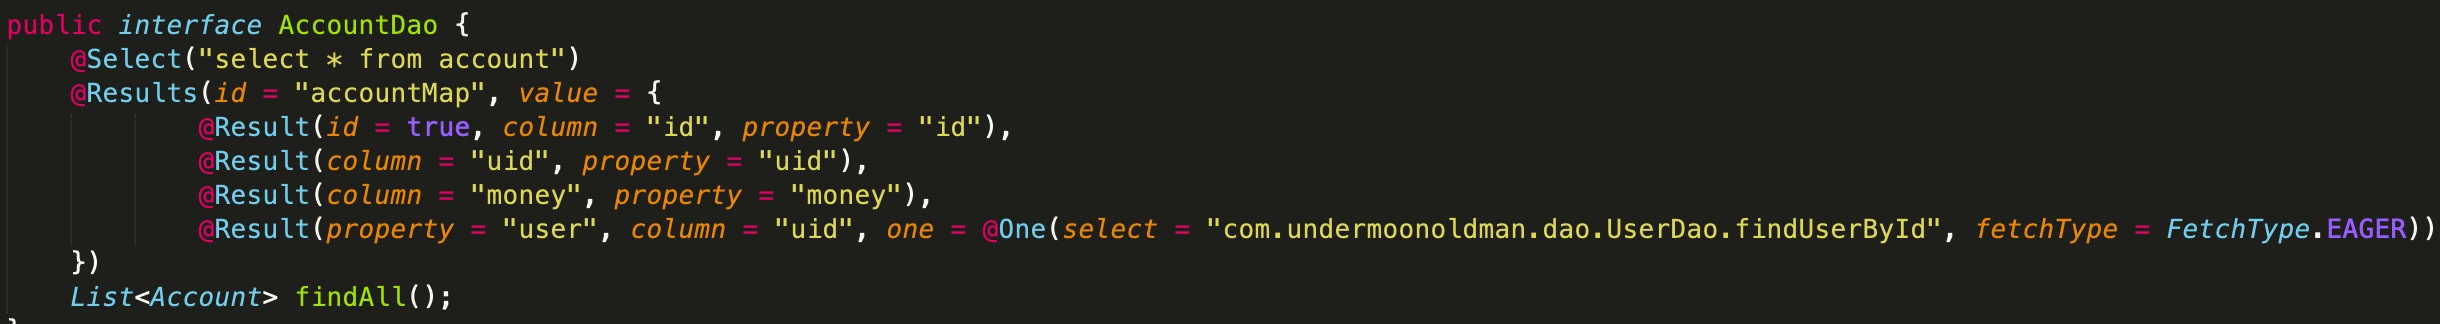 public interface AccountDao {
    @Select("select * from account")
    @Results(id = "accountMap", value = {
            @Result(id = true, column = "id", property = "id"),
            @Result(column = "uid", property = "uid"),
            @Result(column = "money", property = "money"),
            @Result(property = "user", column = "uid", one = @One(select = "com.undermoonoldman.dao.UserDao.findUserById", fetchType = FetchType.EAGER))
    })
    List<Account> findAll();
}